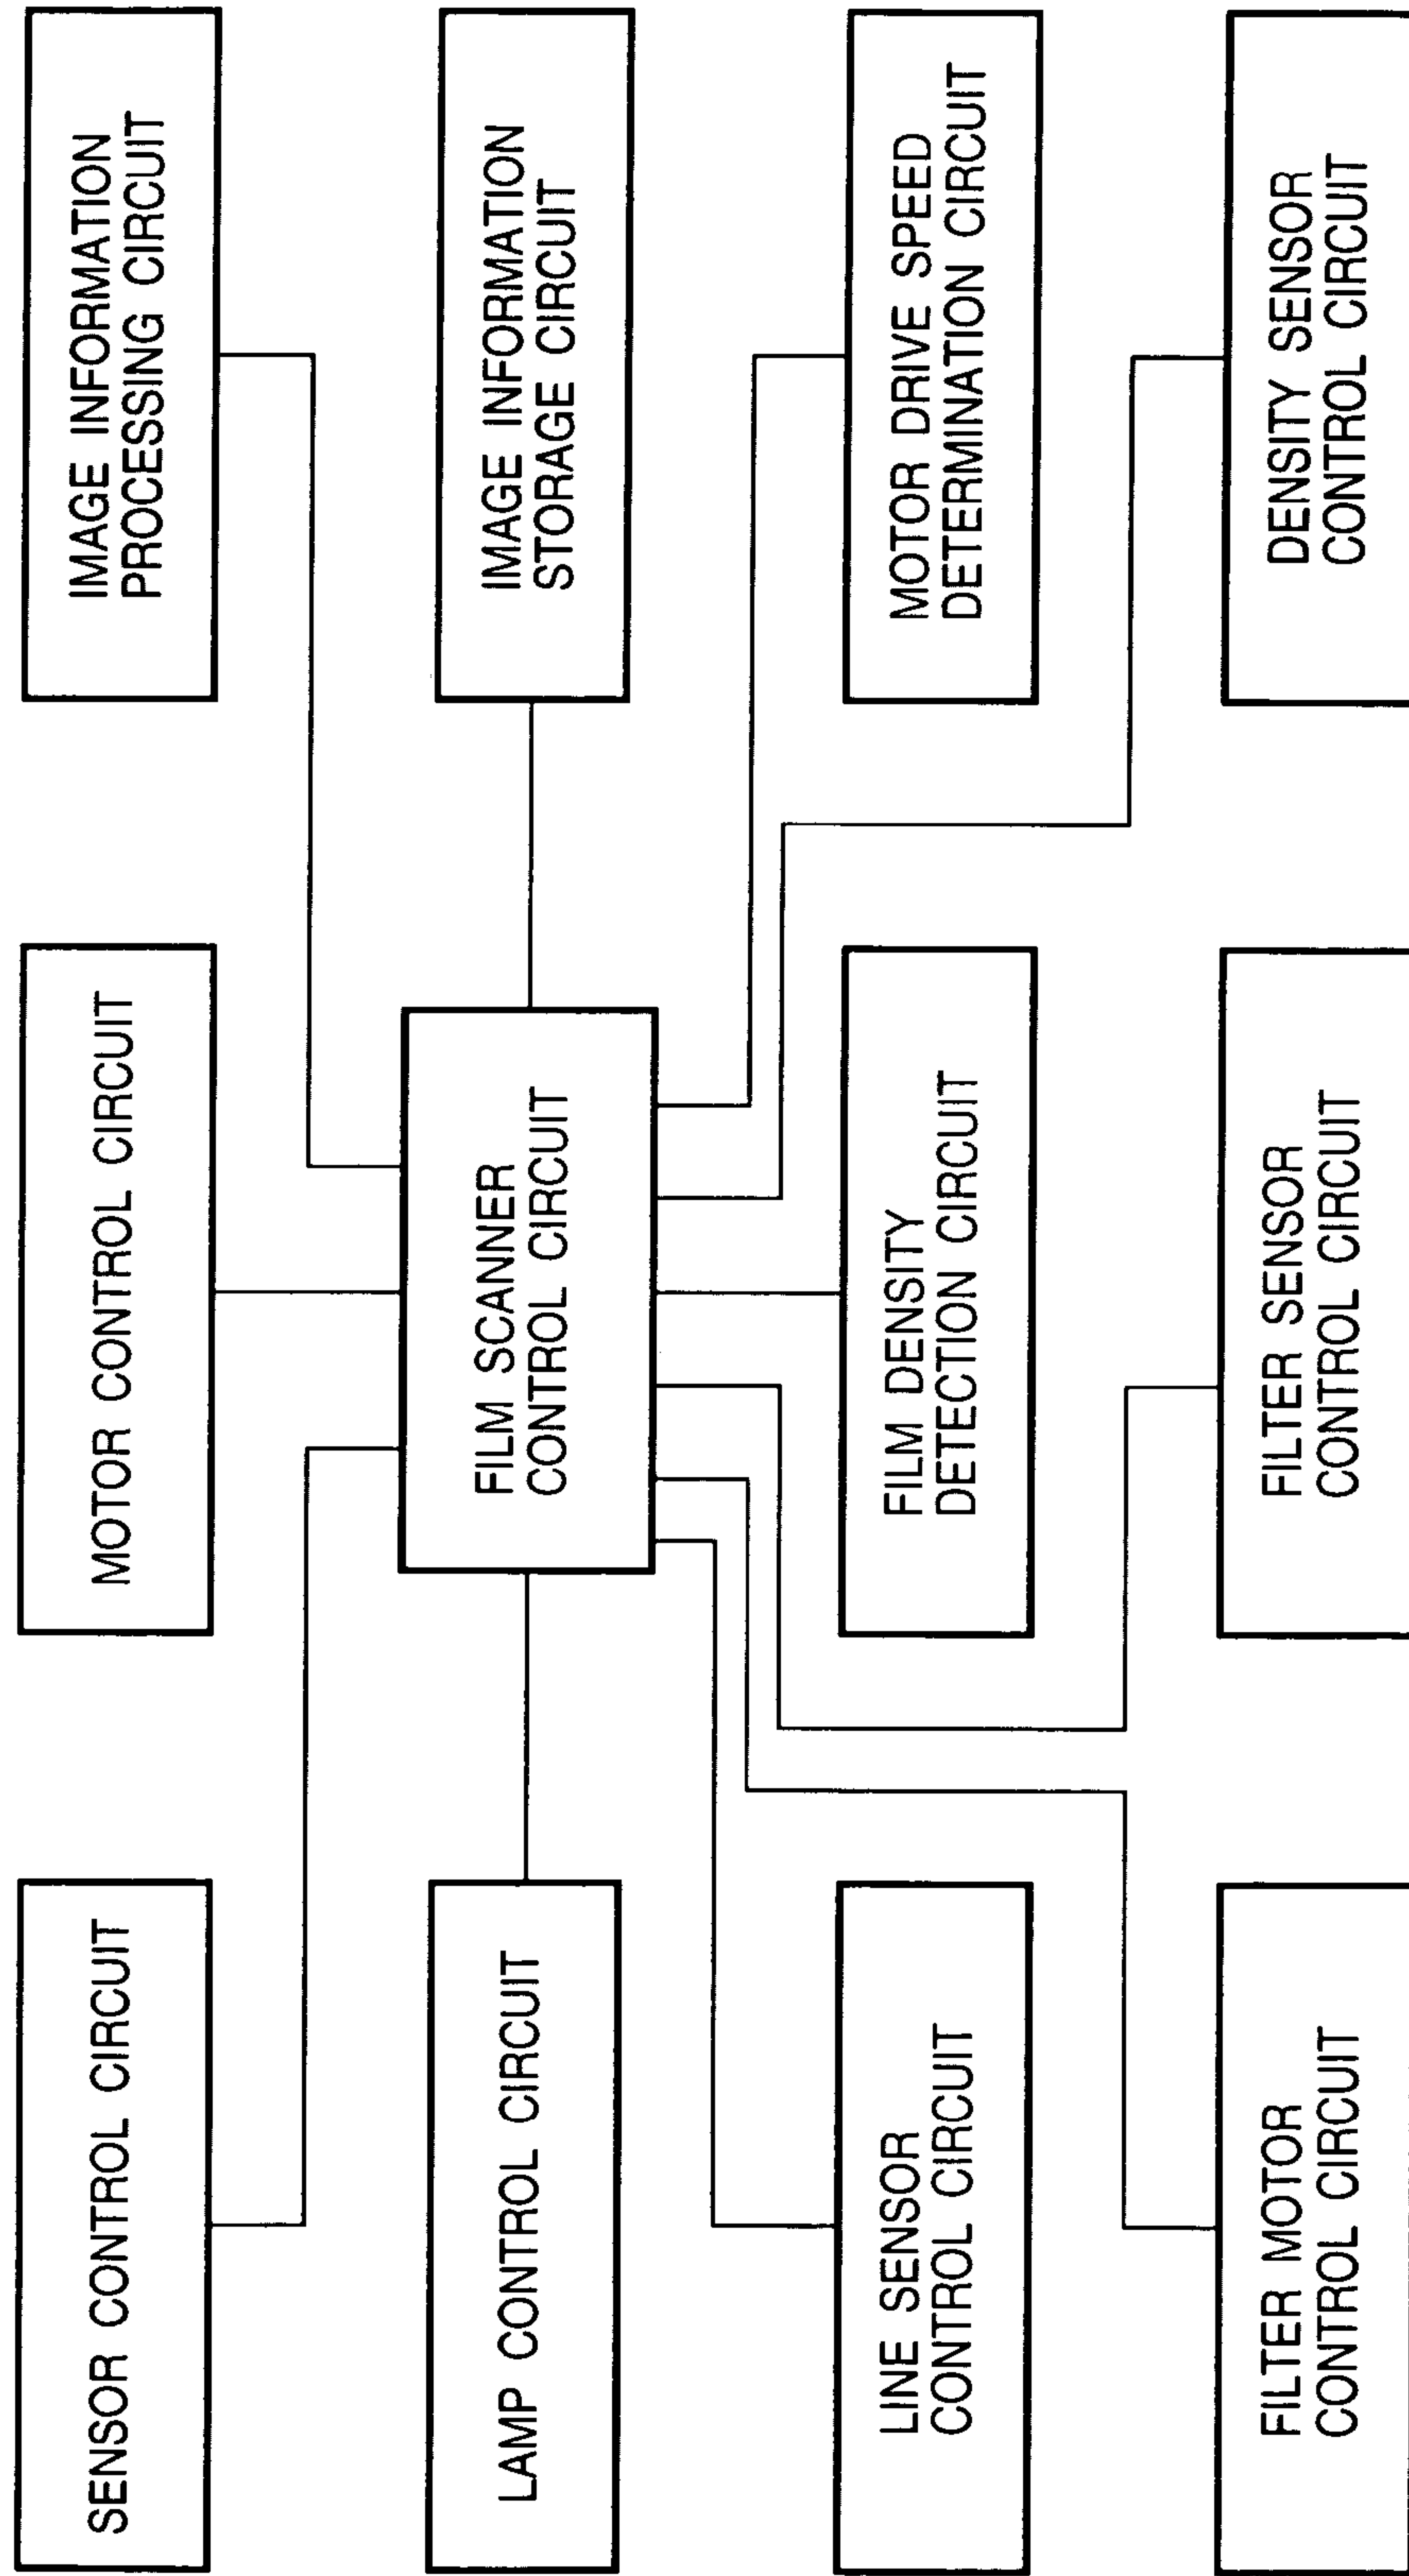 SENSOR CONTROL CIRCUIT
MOTOR CONTROL CIRCUIT
IMAGE INFORMATION
PROCESSING CIRCUIT
LAMP CONTROL CIRCUIT
FILM SCANNER
CONTROL CIRCUIT
IMAGE INFORMATION
STORAGE CIRCUIT
LINE SENSOR
CONTROL CIRCUIT
FILM DENSITY
DETECTION CIRCUIT
MOTOR DRIVE SPEED
DETERMINATION CIRCUIT
FILTER MOTOR
CONTROL CIRCUIT
FILTER SENSOR
CONTROL CIRCUIT
DENSITY SENSOR
CONTROL CIRCUIT